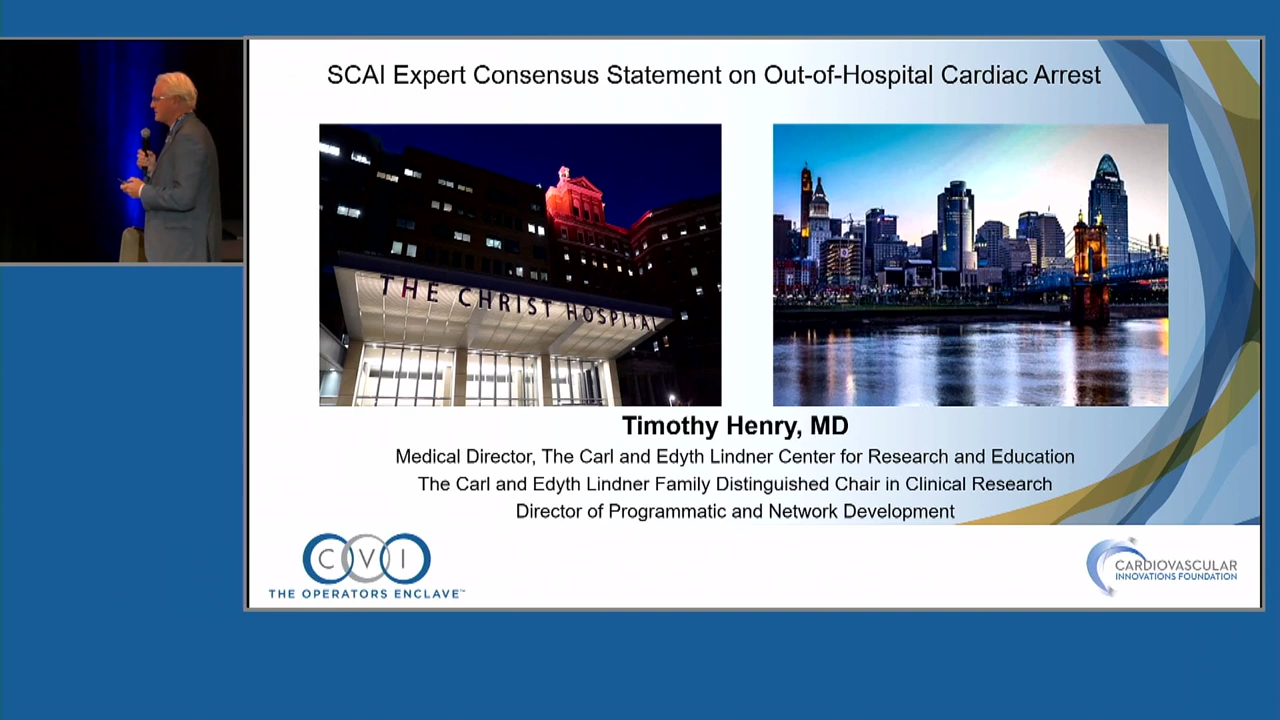 SCAI Expert Consensus Statement on Out-of-Hospital Cardiac Arrest
THE CHRIST HOSPITAL
Timothy Henry, MD
Medical Director, The Carl and Edyth Lindner Center for Research and Education
The Carl and Edyth Lindner Family Distinguished Chair in Clinical Research
Director of Programmatic and Network Development
CVI
THE OPERATORS ENCLAVE™
CARDIOVASCULAR
INNOVATIONS FOUNDATION